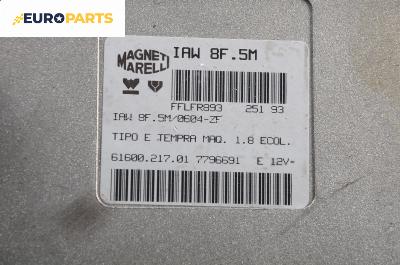 EUROPARTS
MAGNETI MARELLI
IAW 8F.5M
FFLFR893 251 93
IAW 8F.5M/0604-ZF
TIPO E TEMPRA MAQ. 1.8 ECOL.
61600.217.01 7796691 E 12V=